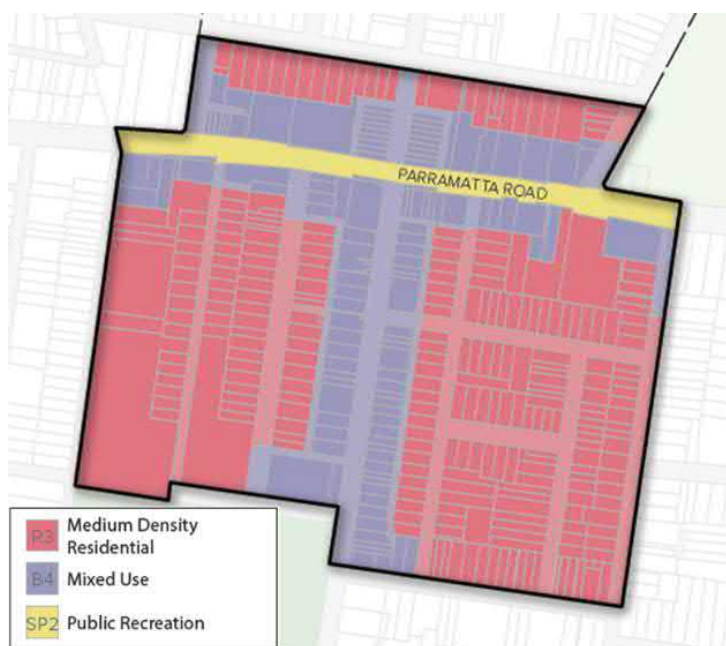 PARRAMATTA ROAD
R3 Medium Density
Residential
B4 Mixed Use
SP2 Public Recreation